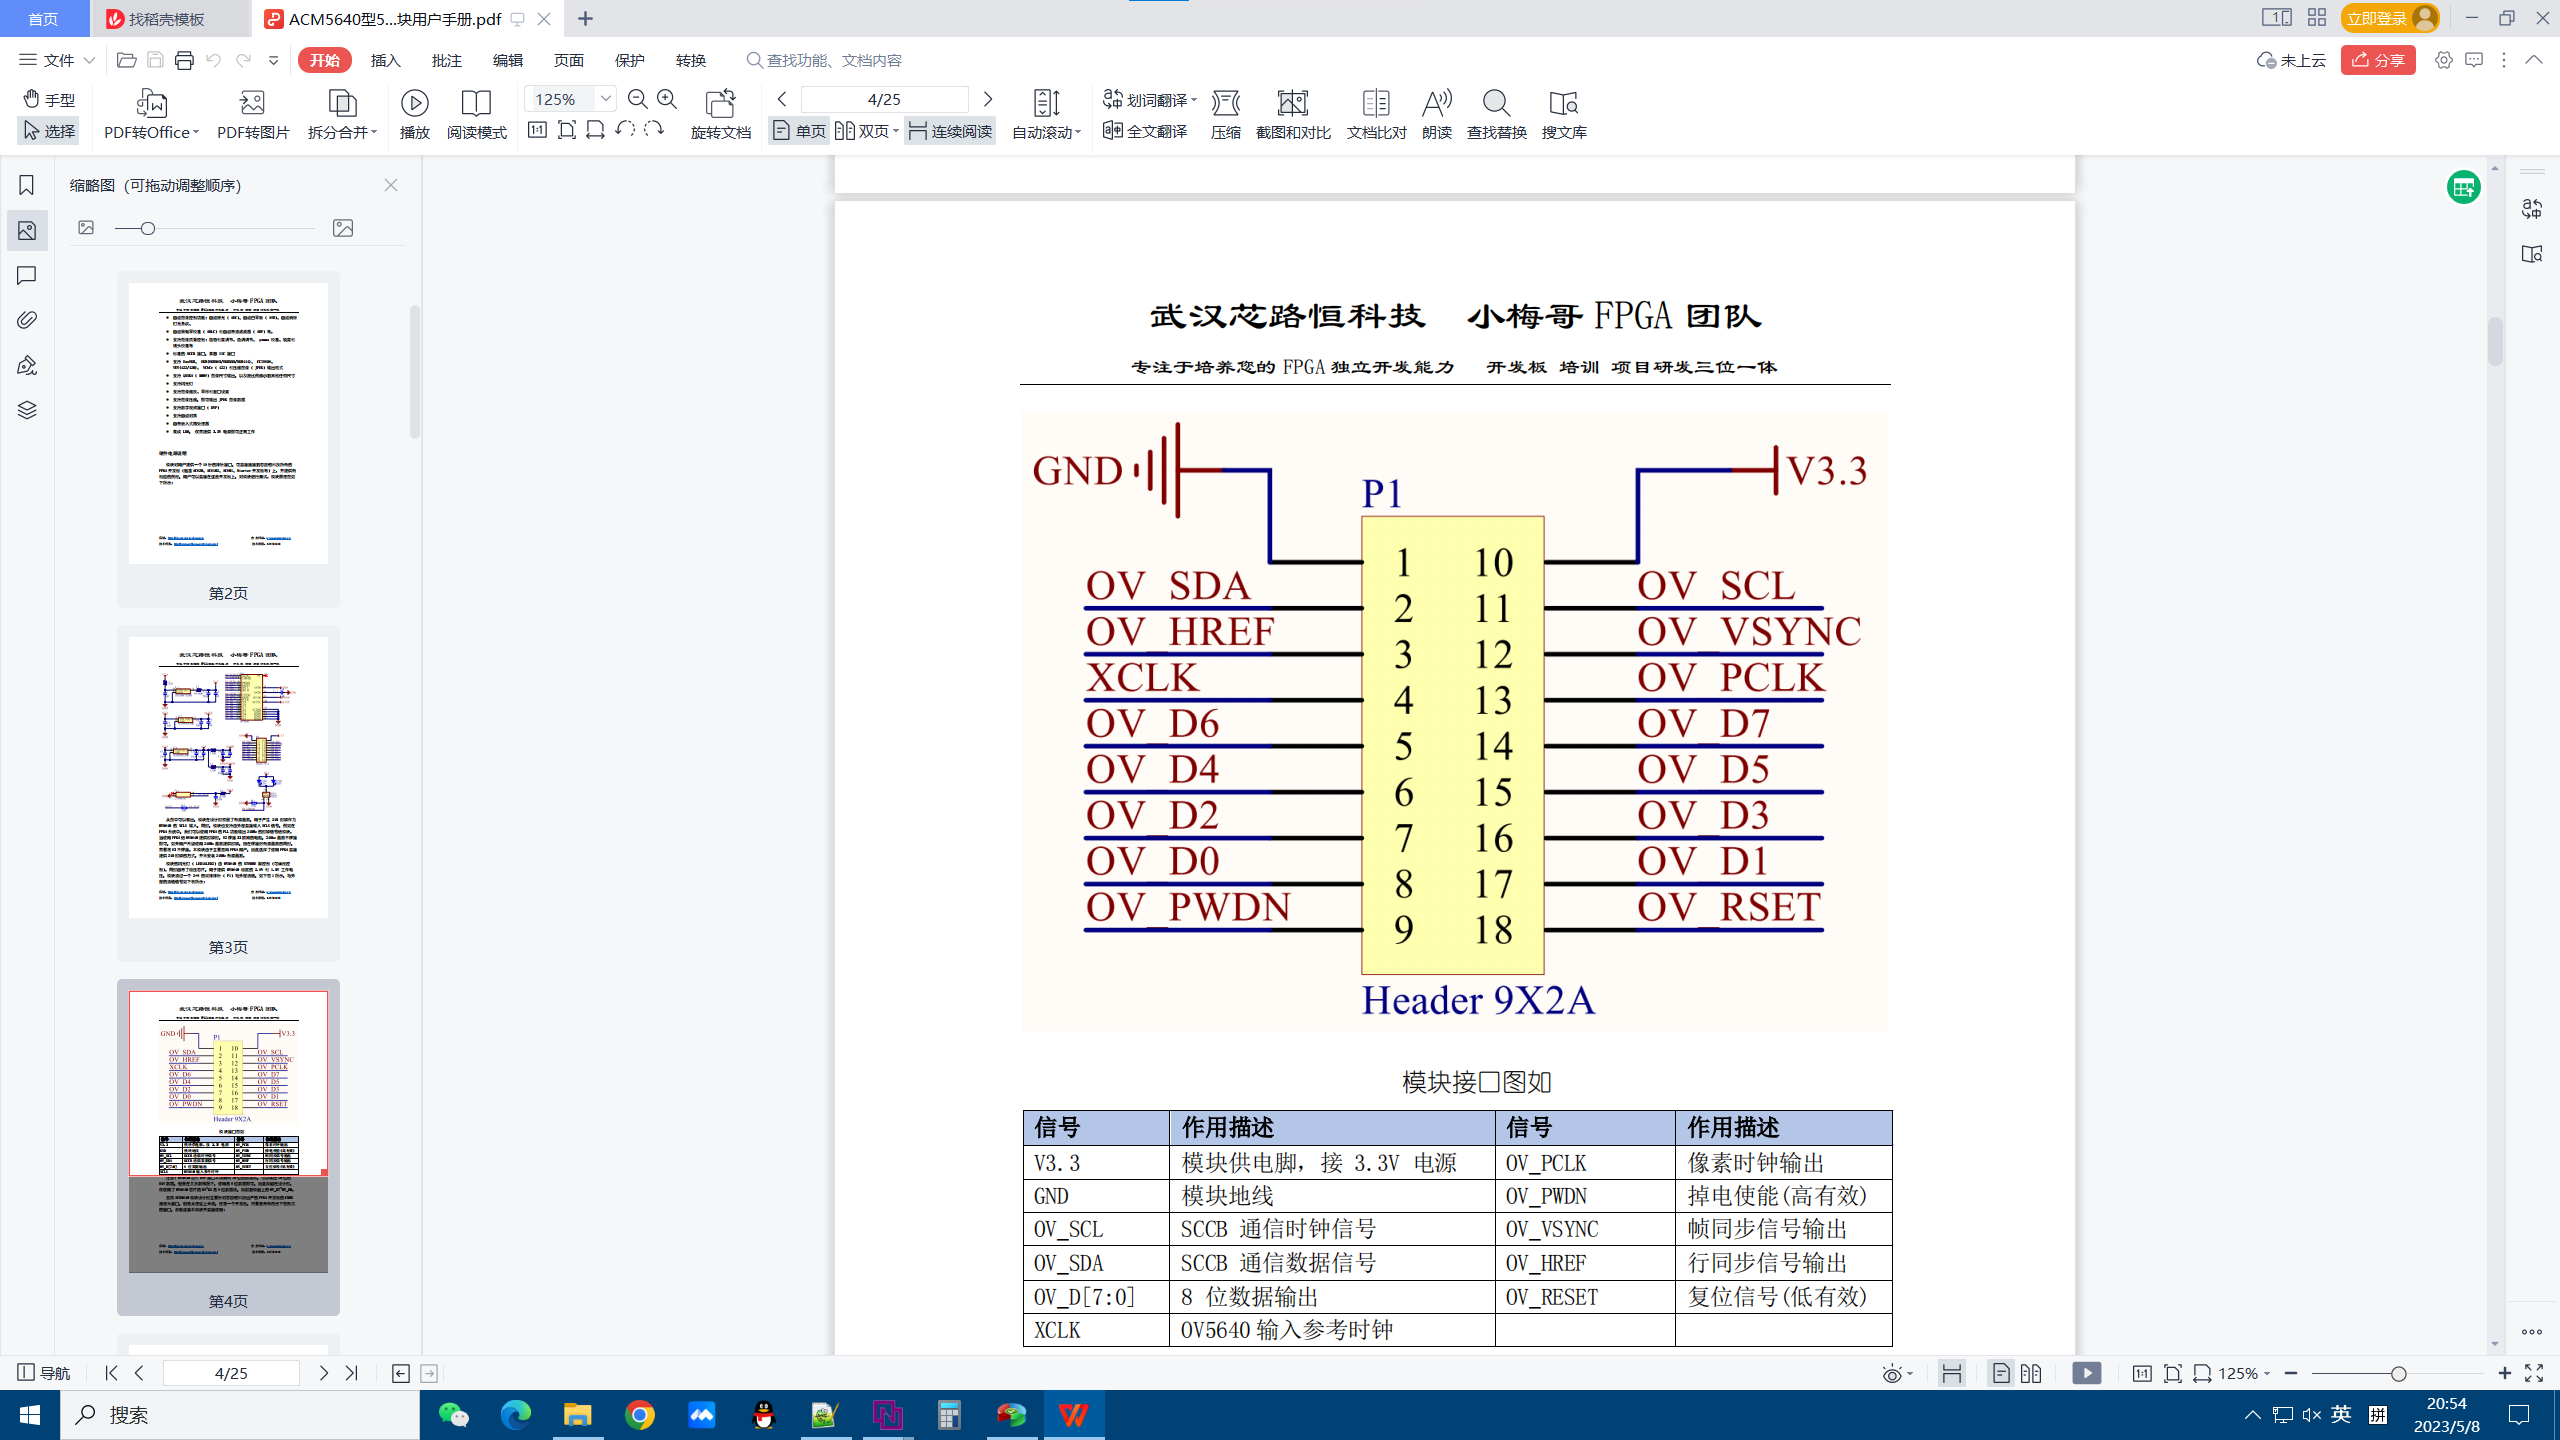 首页
找稻壳模板
ACM5640型5...块用户手册.pdf
立即登录
文件
开始
插入
批注
编辑
页面
保护
转换
查找功能、文档内容
未上云
分享
手型
选择
PDF转Office
PDF转图片
拆分合并
播放
阅读模式
125%
旋转文档
4/25
单页
双页
连续阅读
自动滚动
划词翻译
全文翻译
压缩
截图和对比
文档比对
朗读
查找替换
搜文库
缩略图（可拖动调整顺序）
第2页
第3页
第4页
武汉芯路恒科技 小梅哥 FPGA 团队
专注于培养您的 FPGA 独立开发能力 开发板 培训 项目研发三位一体
GND
V3.3
P1
1 10
OV_SDA 2 11 OV_SCL
OV_HREF 3 12 OV_VSYNC
XCLK 4 13 OV_PCLK
OV_D6 5 14 OV_D7
OV_D4 6 15 OV_D5
OV_D2 7 16 OV_D3
OV_D0 8 17 OV_D1
OV_PWDN 9 18 OV_RSET
Header 9X2A
模块接口图如
信号 作用描述 信号 作用描述
V3.3 模块供电脚，接 3.3V 电源 OV_PCLK 像素时钟输出
GND 模块地线 OV_PWDN 掉电使能(高有效)
OV_SCL SCCB 通信时钟信号 OV_VSYNC 帧同步信号输出
OV_SDA SCCB 通信数据信号 OV_HREF 行同步信号输出
OV_D[7:0] 8 位数据输出 OV_RESET 复位信号(低有效)
XCLK OV5640 输入参考时钟
导航
4/25
125%
搜索
英
拼
20:54
2023/5/8